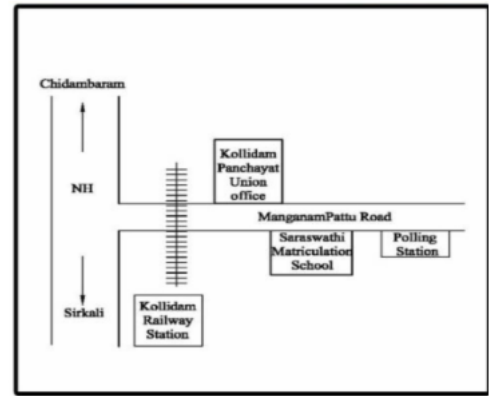 Chidambaram
Kollidam
Panchayat
Union
office
NH
ManganamPattu Road
Saraswathi
Matriculation
School
Polling
Station
Sirkali
Kollidam
Railway
Station